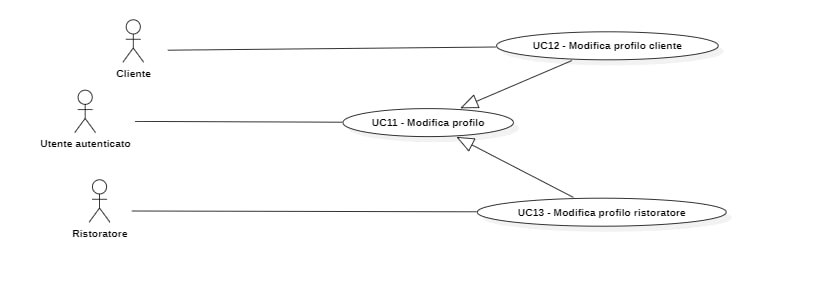 UC12 - Modifica profilo cliente
Cliente
UC11 - Modifica profilo
Utente autenticato
UC13 - Modifica profilo ristoratore
Ristoratore